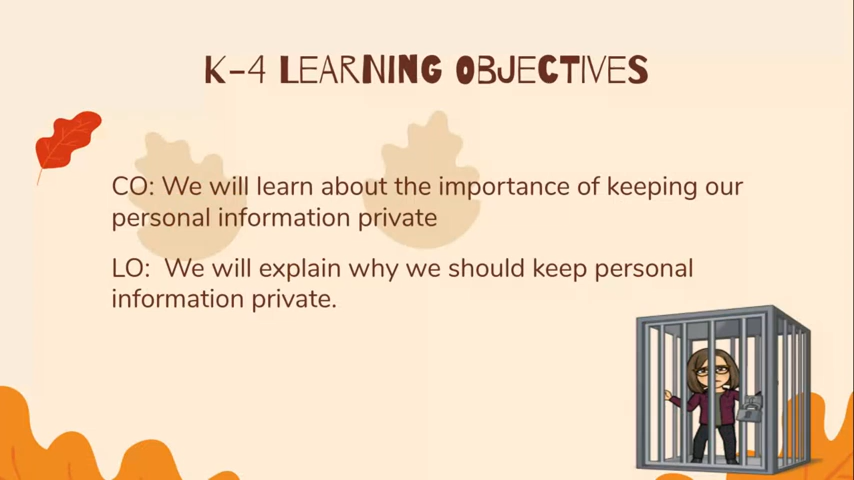 K-4 LEARNING OBJECTIVES
CO: We will learn about the importance of keeping our
personal information private
LO: We will explain why we should keep personal
information private.